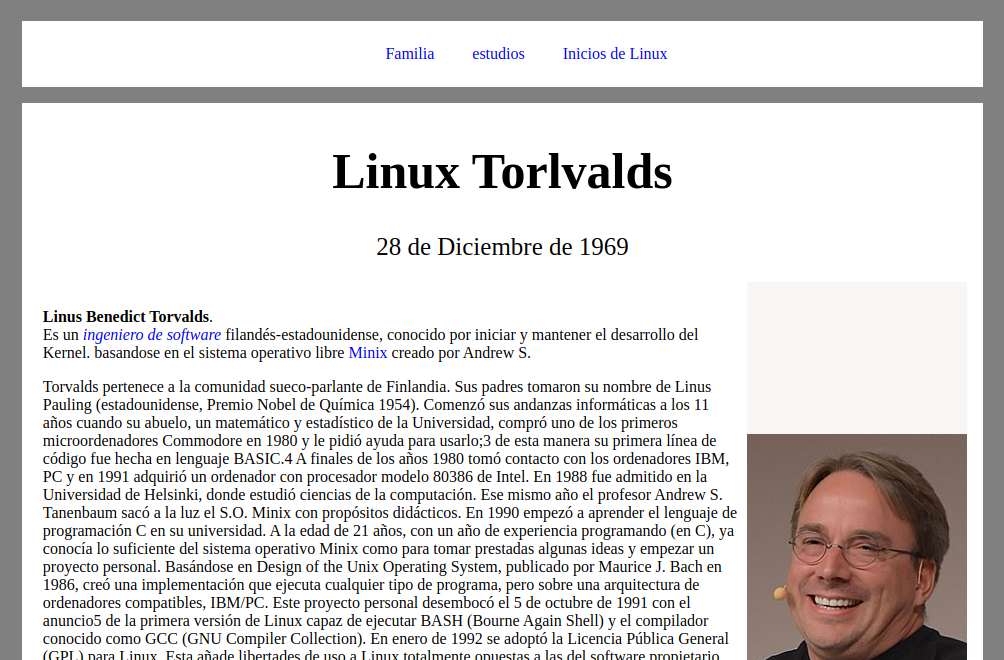 Familia estudios Inicios de Linux
Linux Torlvalds
28 de Diciembre de 1969
Linus Benedict Torvalds.
Es un ingeniero de software filandés-estadounidense, conocido por iniciar y mantener el desarrollo del
Kernel. basandose en el sistema operativo libre Minix creado por Andrew S.
Torvalds pertenece a la comunidad sueco-parlante de Finlandia. Sus padres tomaron su nombre de Linus
Pauling (estadounidense, Premio Nobel de Química 1954). Comenzó sus andanzas informáticas a los 11
años cuando su abuelo, un matemático y estadístico de la Universidad, compró uno de los primeros
microordenadores Commodore en 1980 y le pidió ayuda para usarlo;3 de esta manera su primera línea de
código fue hecha en lenguaje BASIC.4 A finales de los años 1980 tomó contacto con los ordenadores IBM,
PC y en 1991 adquirió un ordenador con procesador modelo 80386 de Intel. En 1988 fue admitido en la
Universidad de Helsinki, donde estudió ciencias de la computación. Ese mismo año el profesor Andrew S.
Tanenbaum sacó a la luz el S.O. Minix con propósitos didácticos. En 1990 empezó a aprender el lenguaje de
programación C en su universidad. A la edad de 21 años, con un año de experiencia programando (en C), ya
conocía lo suficiente del sistema operativo Minix como para tomar prestadas algunas ideas y empezar un
proyecto personal. Basándose en Design of the Unix Operating System, publicado por Maurice J. Bach en
1986, creó una implementación que ejecuta cualquier tipo de programa, pero sobre una arquitectura de
ordenadores compatibles, IBM/PC. Este proyecto personal desembocó el 5 de octubre de 1991 con el
anuncio5 de la primera versión de Linux capaz de ejecutar BASH (Bourne Again Shell) y el compilador
conocido como GCC (GNU Compiler Collection). En enero de 1992 se adoptó la Licencia Pública General
(GPL) para Linux. Esta añade libertades de uso a Linux totalmente opuestas a las del software propietario